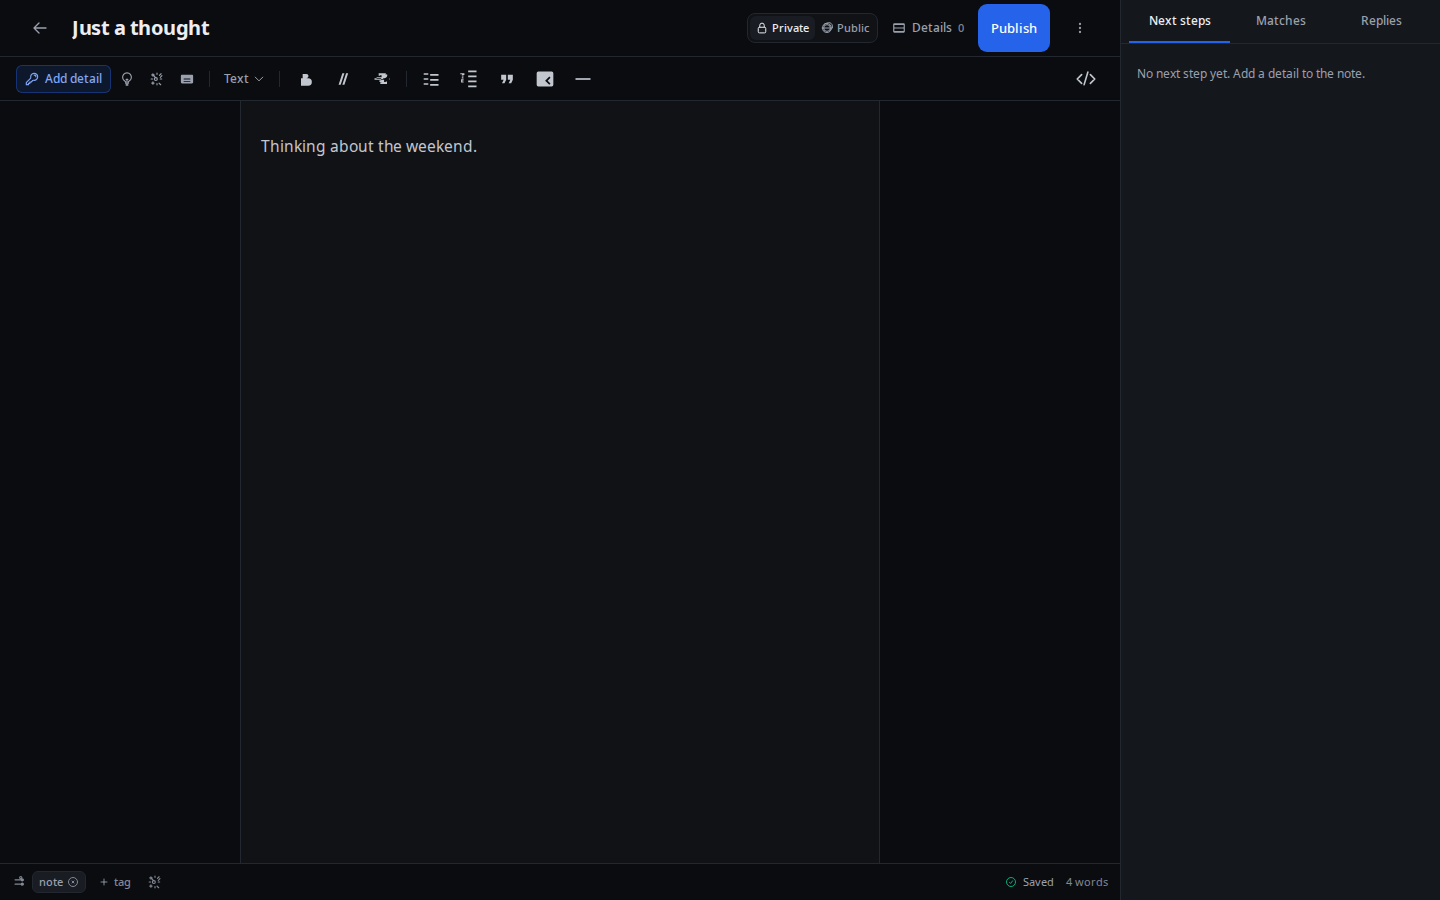 Just a thought
Private
Public
Details 0
Publish
Next steps
Matches
Replies
Add detail
Text
No next step yet. Add a detail to the note.
Thinking about the weekend.
note
+ tag
Saved
4 words